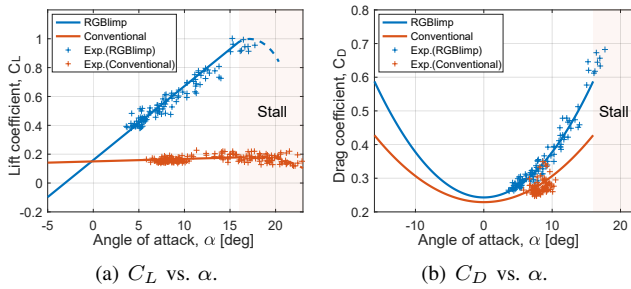 (a)
RGBlimp
Conventional
Exp.(RGBlimp)
Exp.(Conventional)
Lift coefficient, C_L
1
0.8
0.6
0.4
0.2
0
-0.2
-5
0
5
10
15
20
Stall
Angle of attack, α [deg]
(a) C_L vs. α.
(b)
RGBlimp
Conventional
Exp.(RGBlimp)
Exp.(Conventional)
Drag coefficient, C_D
0.8
0.7
0.6
0.5
0.4
0.3
0.2
-10
0
10
20
Stall
Angle of attack, α [deg]
(b) C_D vs. α.